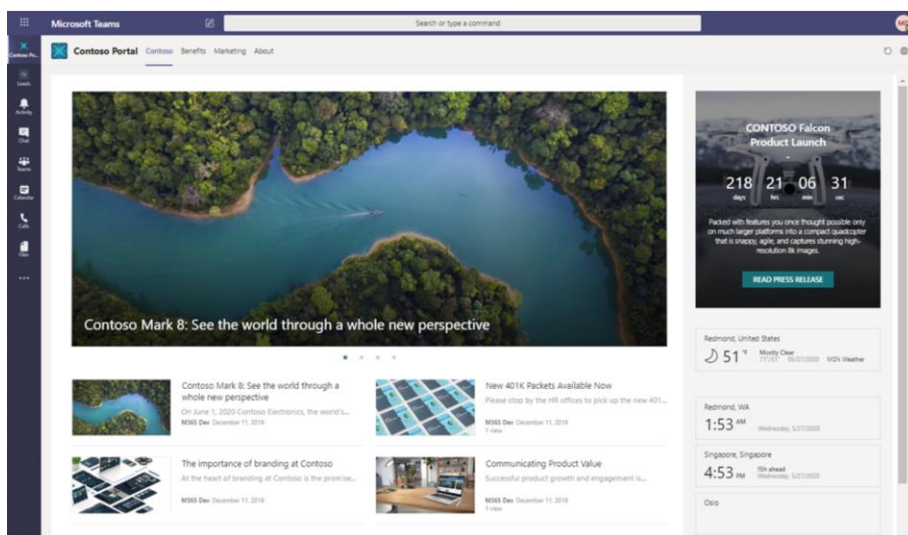 Microsoft Teams
Search or type a command
Contoso Po...
Leads
Activity
Chat
Teams
Calendar
Calls
Files
Contoso Portal Contoso Benefits Marketing About
Contoso Mark 8: See the world through a whole new perspective
Contoso Mark 8: See the world through a
whole new perspective
On June 1, 2020 Contoso Electronics, the world's...
M365 Dev December 11, 2019
New 401K Packets Available Now
Please stop by the HR offices to pick up the new 401...
M365 Dev December 11, 2019
1 view
The importance of branding at Contoso
At the heart of branding at Contoso is the promise...
M365 Dev December 11, 2019
Communicating Product Value
Successful product growth and engagement is...
M365 Dev December 11, 2019
1 view
CONTOSO Falcon
Product Launch
-
218 21 06 31
days hrs min sec
Packed with features you once thought possible only
on much larger platforms into a compact quadcopter
that is snappy, agile, and captures stunning high-
resolution 8k images.
READ PRESS RELEASE
Redmond, United States
51 °F Mostly Clear
05/27/2020 MSN Weather
Redmond, WA
1:53 AM Wednesday, 5/27/2020
Singapore, Singapore
4:53 PM 15h ahead
Wednesday, 5/27/2020
Oslo